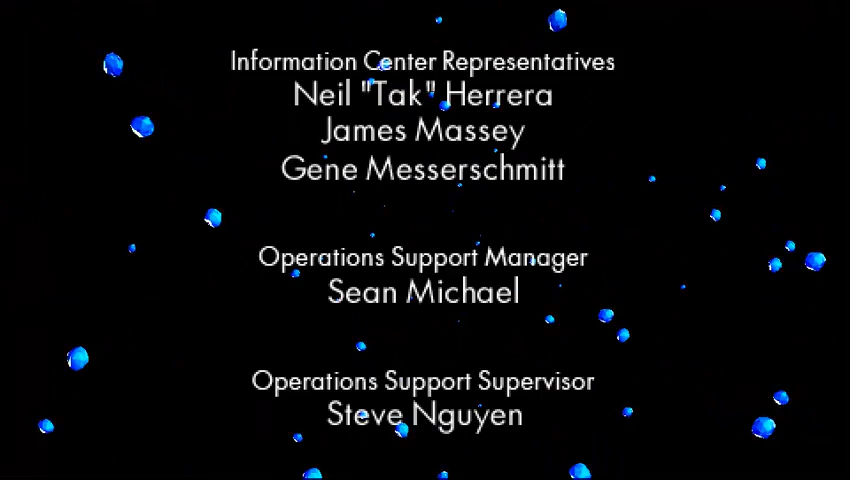 Information Center Representatives
Neil "Tak" Herrera
James Massey
Gene Messerschmitt
Operations Support Manager
Sean Michael
Operations Support Supervisor
Steve Nguyen